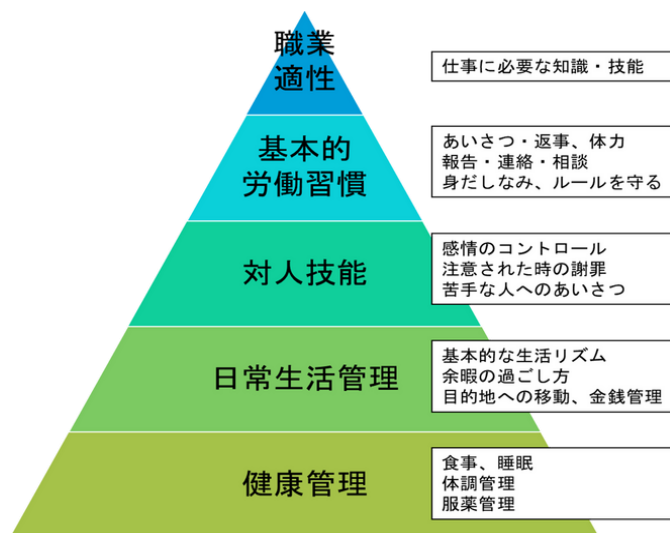 職業
適性
仕事に必要な知識・技能
基本的
労働習慣
あいさつ・返事、体力
報告・連絡・相談
身だしなみ、ルールを守る
対人技能
感情のコントロール
注意された時の謝罪
苦手な人へのあいさつ
日常生活管理
基本的な生活リズム
余暇の過ごし方
目的地への移動、金銭管理
健康管理
食事、睡眠
体調管理
服薬管理